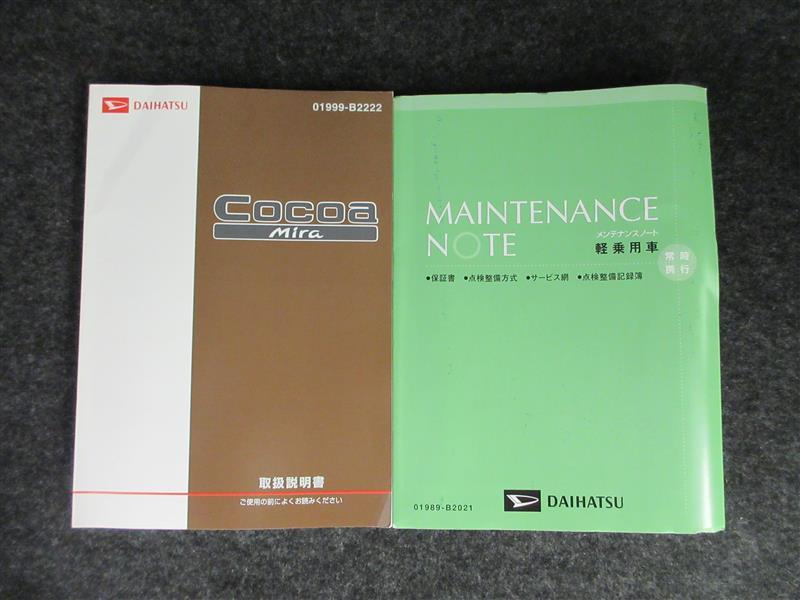 DAIHATSU
01999-B2222
Cocoa
Mira
取扱説明書
ご使用の前によくお読みください
MAINTENANCE
NOTE
メンテナンスノート
軽乗用車
常時
携行
●保証書 ●点検整備方式 ●サービス網 ●点検整備記録簿
01989-B2021
DAIHATSU